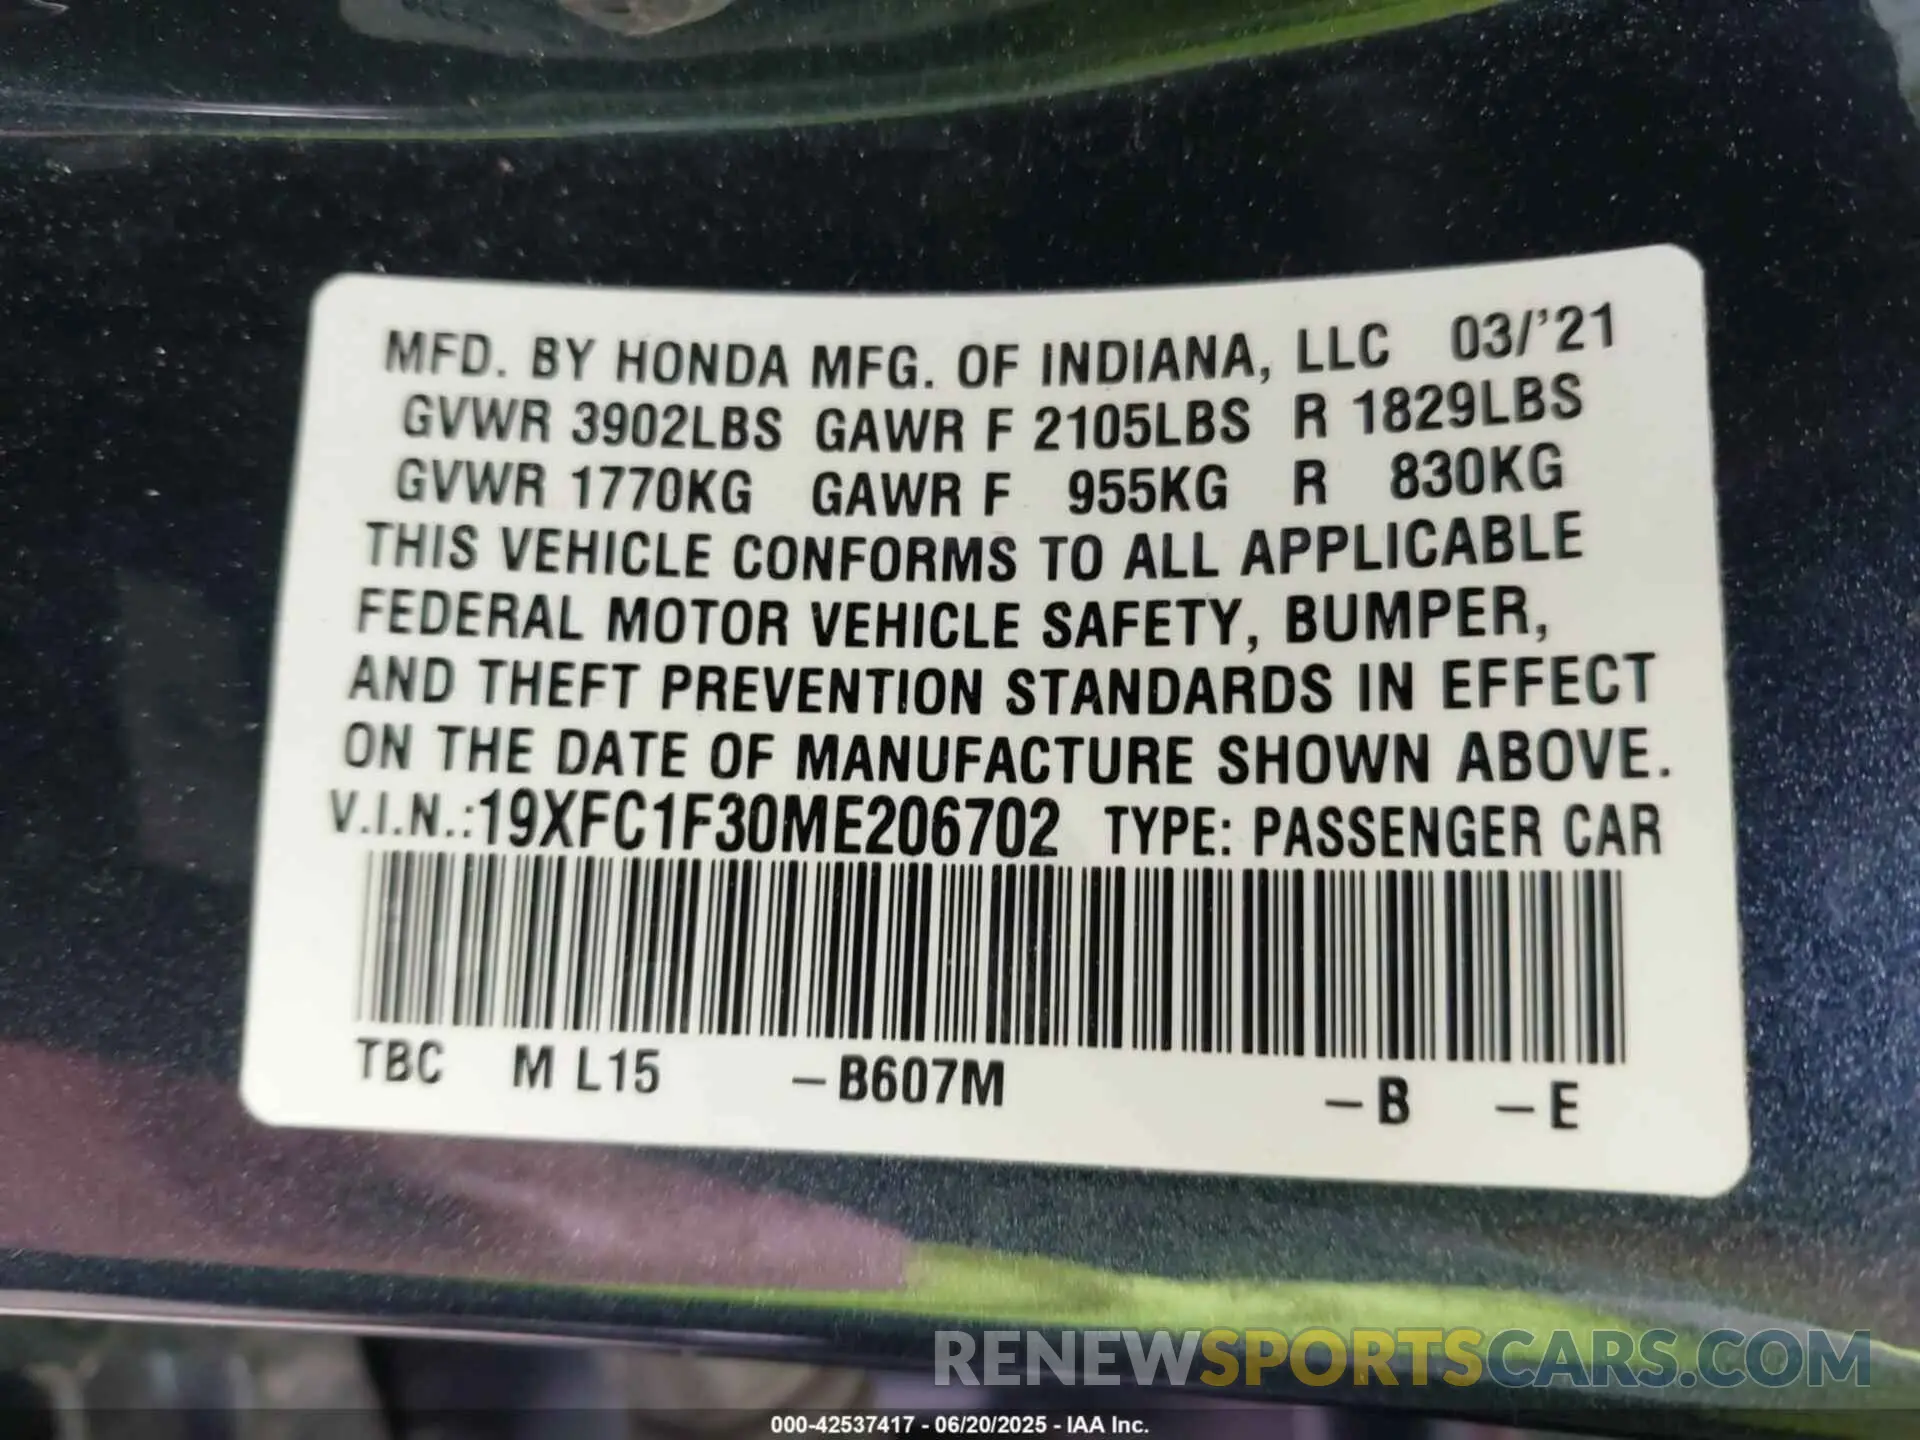 MFD. BY HONDA MFG. OF INDIANA, LLC 03/'21
GVWR 3902LBS GAWR F 2105LBS R 1829LBS
GVWR 1770KG GAWR F 955KG R 830KG
THIS VEHICLE CONFORMS TO ALL APPLICABLE
FEDERAL MOTOR VEHICLE SAFETY, BUMPER,
AND THEFT PREVENTION STANDARDS IN EFFECT
ON THE DATE OF MANUFACTURE SHOWN ABOVE.
V.I.N.:19XFC1F30ME206702 TYPE: PASSENGER CAR
TBC M L15 –B607M –B –E
RENEWSPORTSCARS.COM
000-42537417 - 06/20/2025 - IAA Inc.